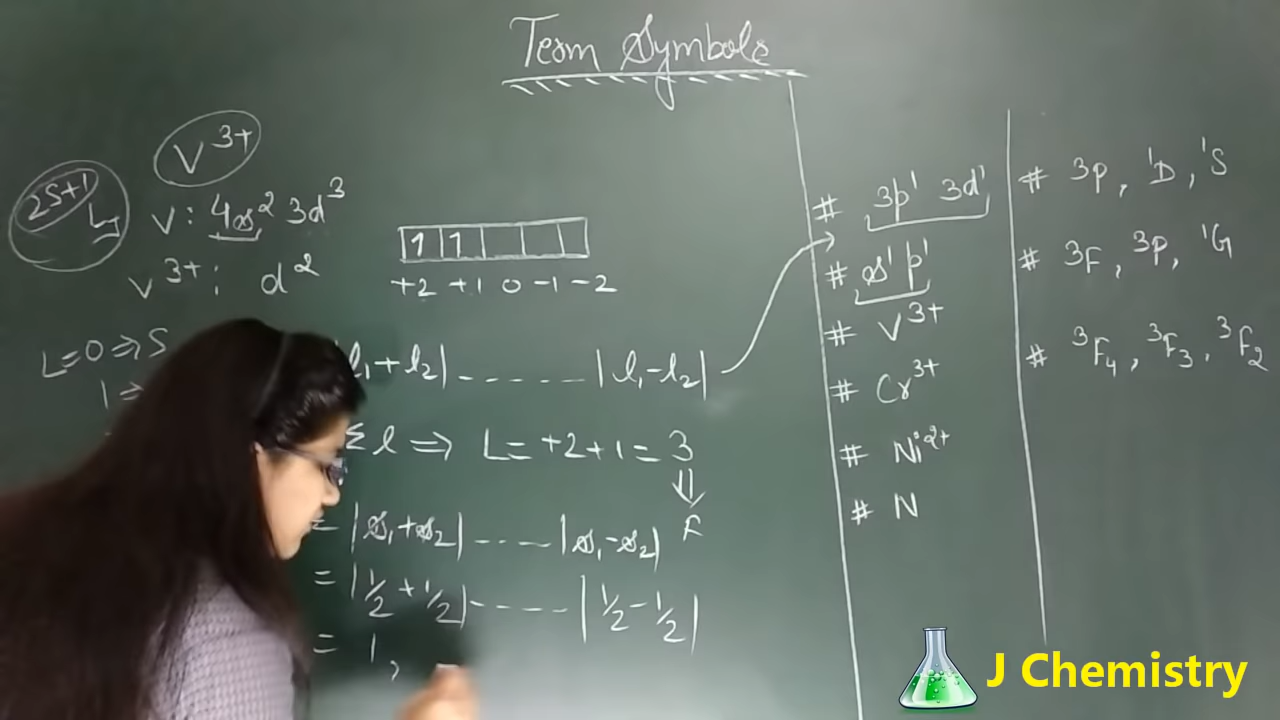 Term Symbols
V³⁺
2S+1 L J
V: 4s² 3d³
V³⁺: d²
1 1
+2 +1 0 -1 -2
L=0 ⇒ S
1 ⇒
|l₁+l₂| ------ |l₁-l₂|
Σl ⇒ L = +2+1 = 3
⇓
F
= |s₁+s₂| ------ |s₁-s₂|
= |1/2 + 1/2| ------ |1/2 - 1/2|
= 1,
# 3p¹ 3d¹
# s¹ p¹
# V³⁺
# Cr³⁺
# Ni²⁺
# N
# ³P, ¹D, ¹S
# ³F, ³P, ¹G
# ³F₄, ³F₃, ³F₂
J Chemistry